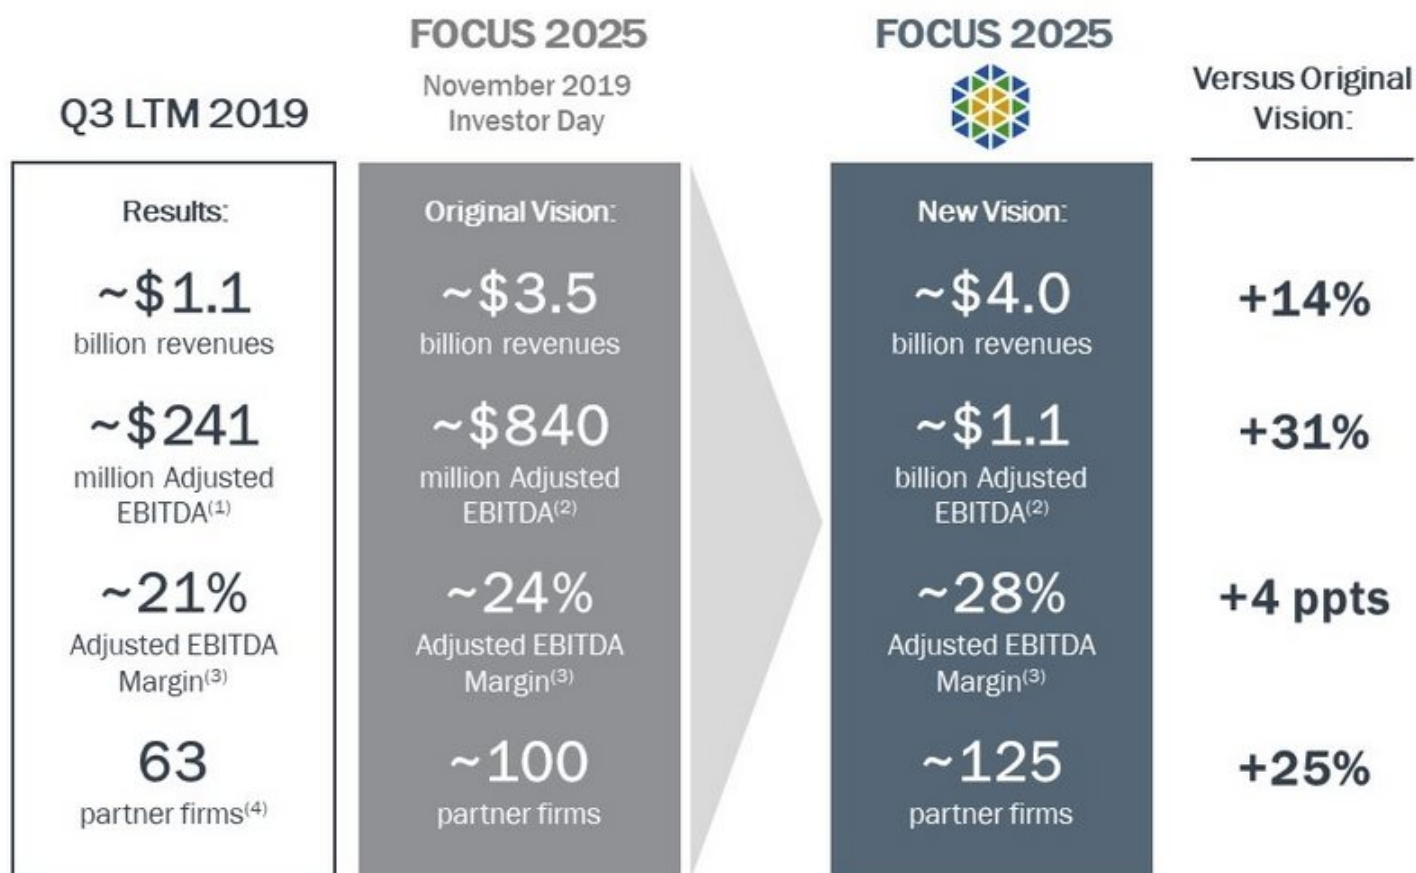 Q3 LTM 2019
Results:
~$1.1
billion revenues
~$241
million Adjusted
EBITDA(1)
~21%
Adjusted EBITDA
Margin(3)
63
partner firms(4)
FOCUS 2025
November 2019
Investor Day
Original Vision:
~$3.5
billion revenues
~$840
million Adjusted
EBITDA(2)
~24%
Adjusted EBITDA
Margin(3)
~100
partner firms
FOCUS 2025
New Vision:
~$4.0
billion revenues
~$1.1
billion Adjusted
EBITDA(2)
~28%
Adjusted EBITDA
Margin(3)
~125
partner firms
Versus Original
Vision:
+14%
+31%
+4 ppts
+25%